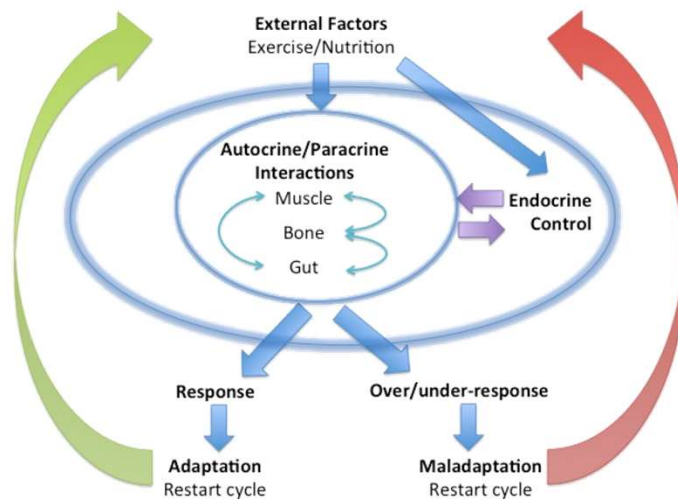 External Factors
Exercise/Nutrition
Autocrine/Paracrine
Interactions
Muscle
Bone
Gut
Endocrine
Control
Response
Over/under-response
Adaptation
Restart cycle
Maladaptation
Restart cycle